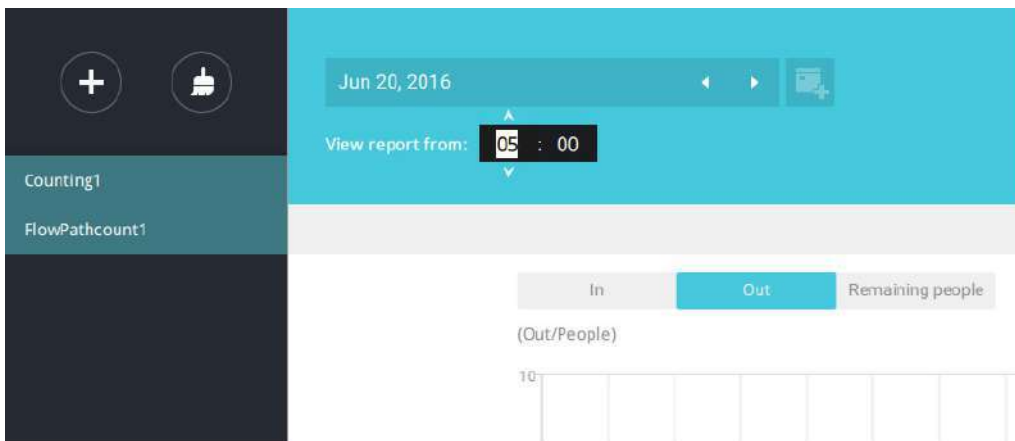 Jun 20, 2016
View report from: 05 : 00
Counting1
FlowPathcount1
In Out Remaining people
(Out/People)
10